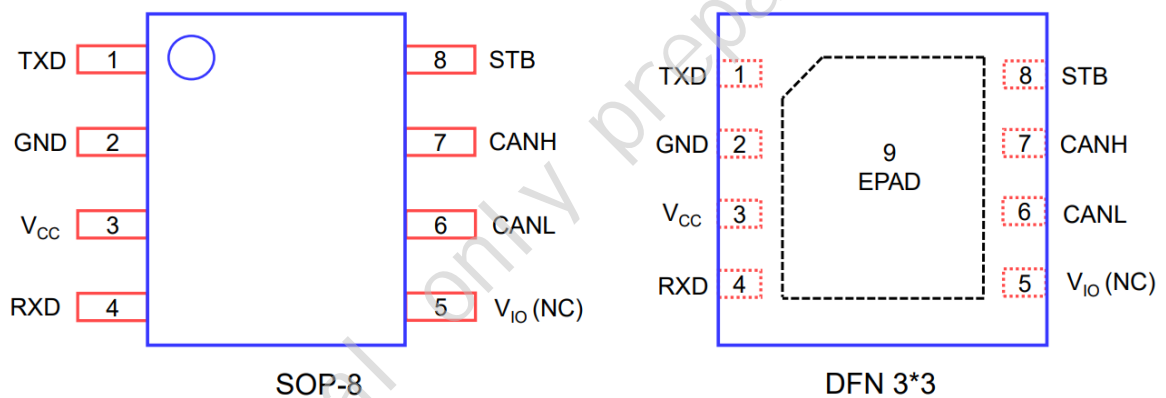 TXD 1 8 STB
GND 2 7 CANH
VCC 3 6 CANL
RXD 4 5 VIO (NC)
SOP-8
TXD 1 8 STB
GND 2 7 CANH
9
EPAD
VCC 3 6 CANL
RXD 4 5 VIO (NC)
DFN 3*3
only prepa